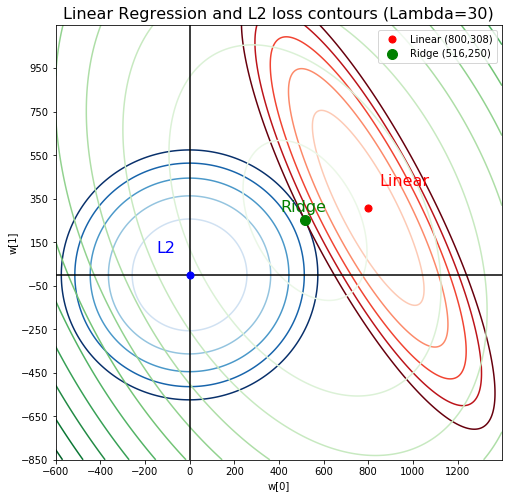 Linear Regression and L2 loss contours (Lambda=30)
Linear (800,308)
Ridge (516,250)
950
750
550
350
150
−50
−250
−450
−650
−850
w[1]
Linear
Ridge
L2
−600 −400 −200 0 200 400 600 800 1000 1200
w[0]